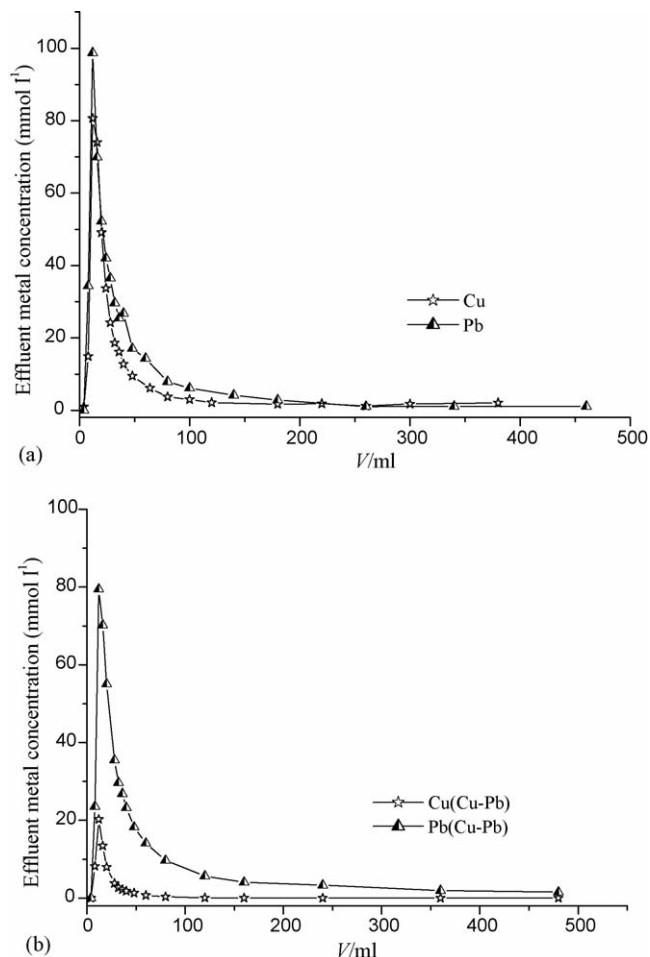 100
80
60
40
20
0
Effluent metal concentration (mmol l¹)
Cu
Pb
0 100 200 300 400 500
(a)
V/ml
100
80
60
40
20
0
Effluent metal concentration (mmol l¹)
Cu(Cu-Pb)
Pb(Cu-Pb)
0 100 200 300 400 500
(b)
V/ml